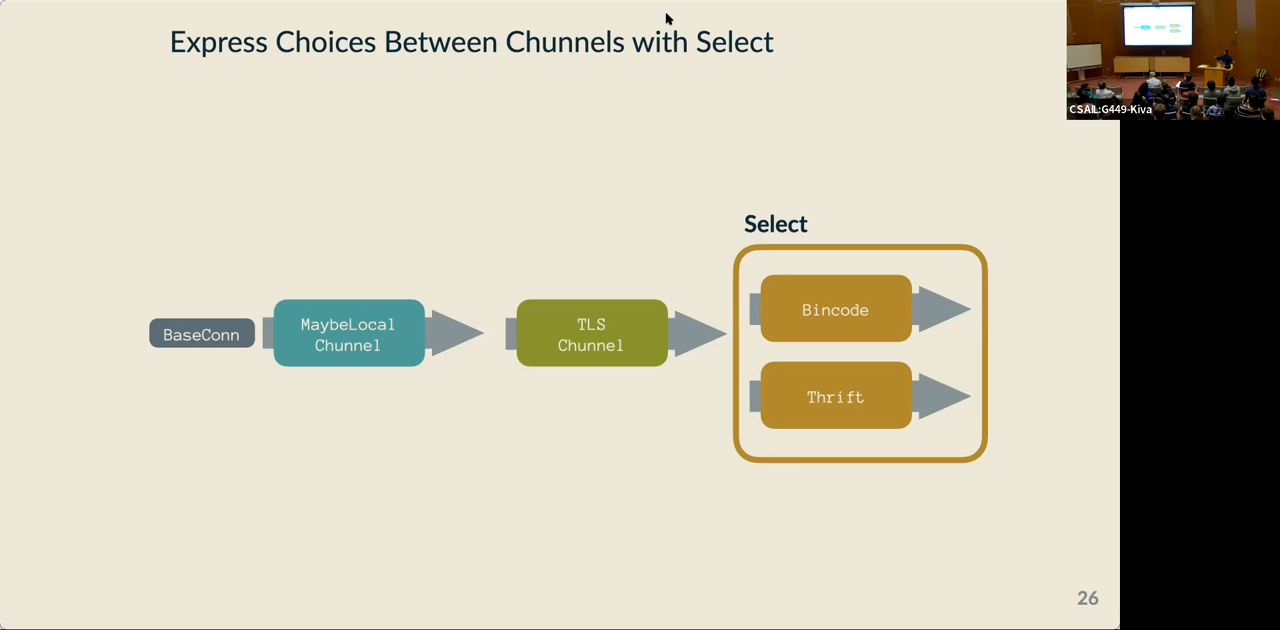 Express Choices Between Chunnels with Select
CSAIL:G449-Kiva
Select
BaseConn
MaybeLocal
Chunnel
TLS
Chunnel
Bincode
Thrift
26